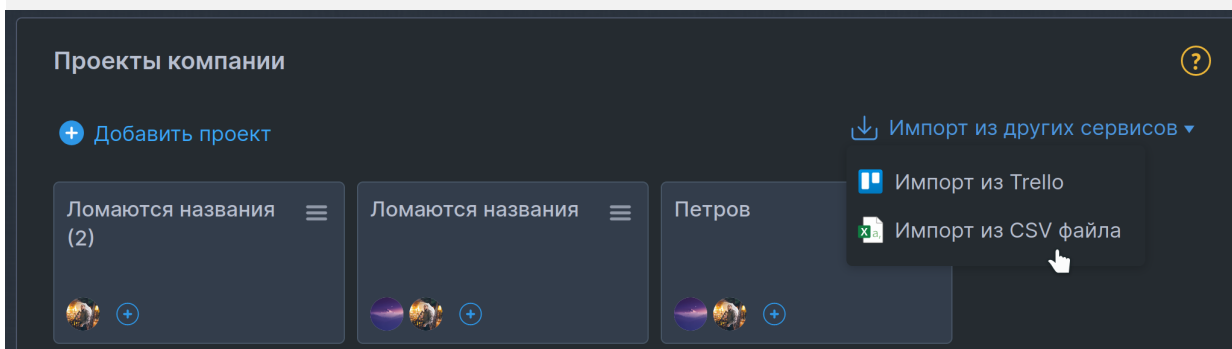 Проекты компании
?
Добавить проект
Импорт из других сервисов
Импорт из Trello
Импорт из CSV файла
Ломаются названия
(2)
Ломаются названия
Петров